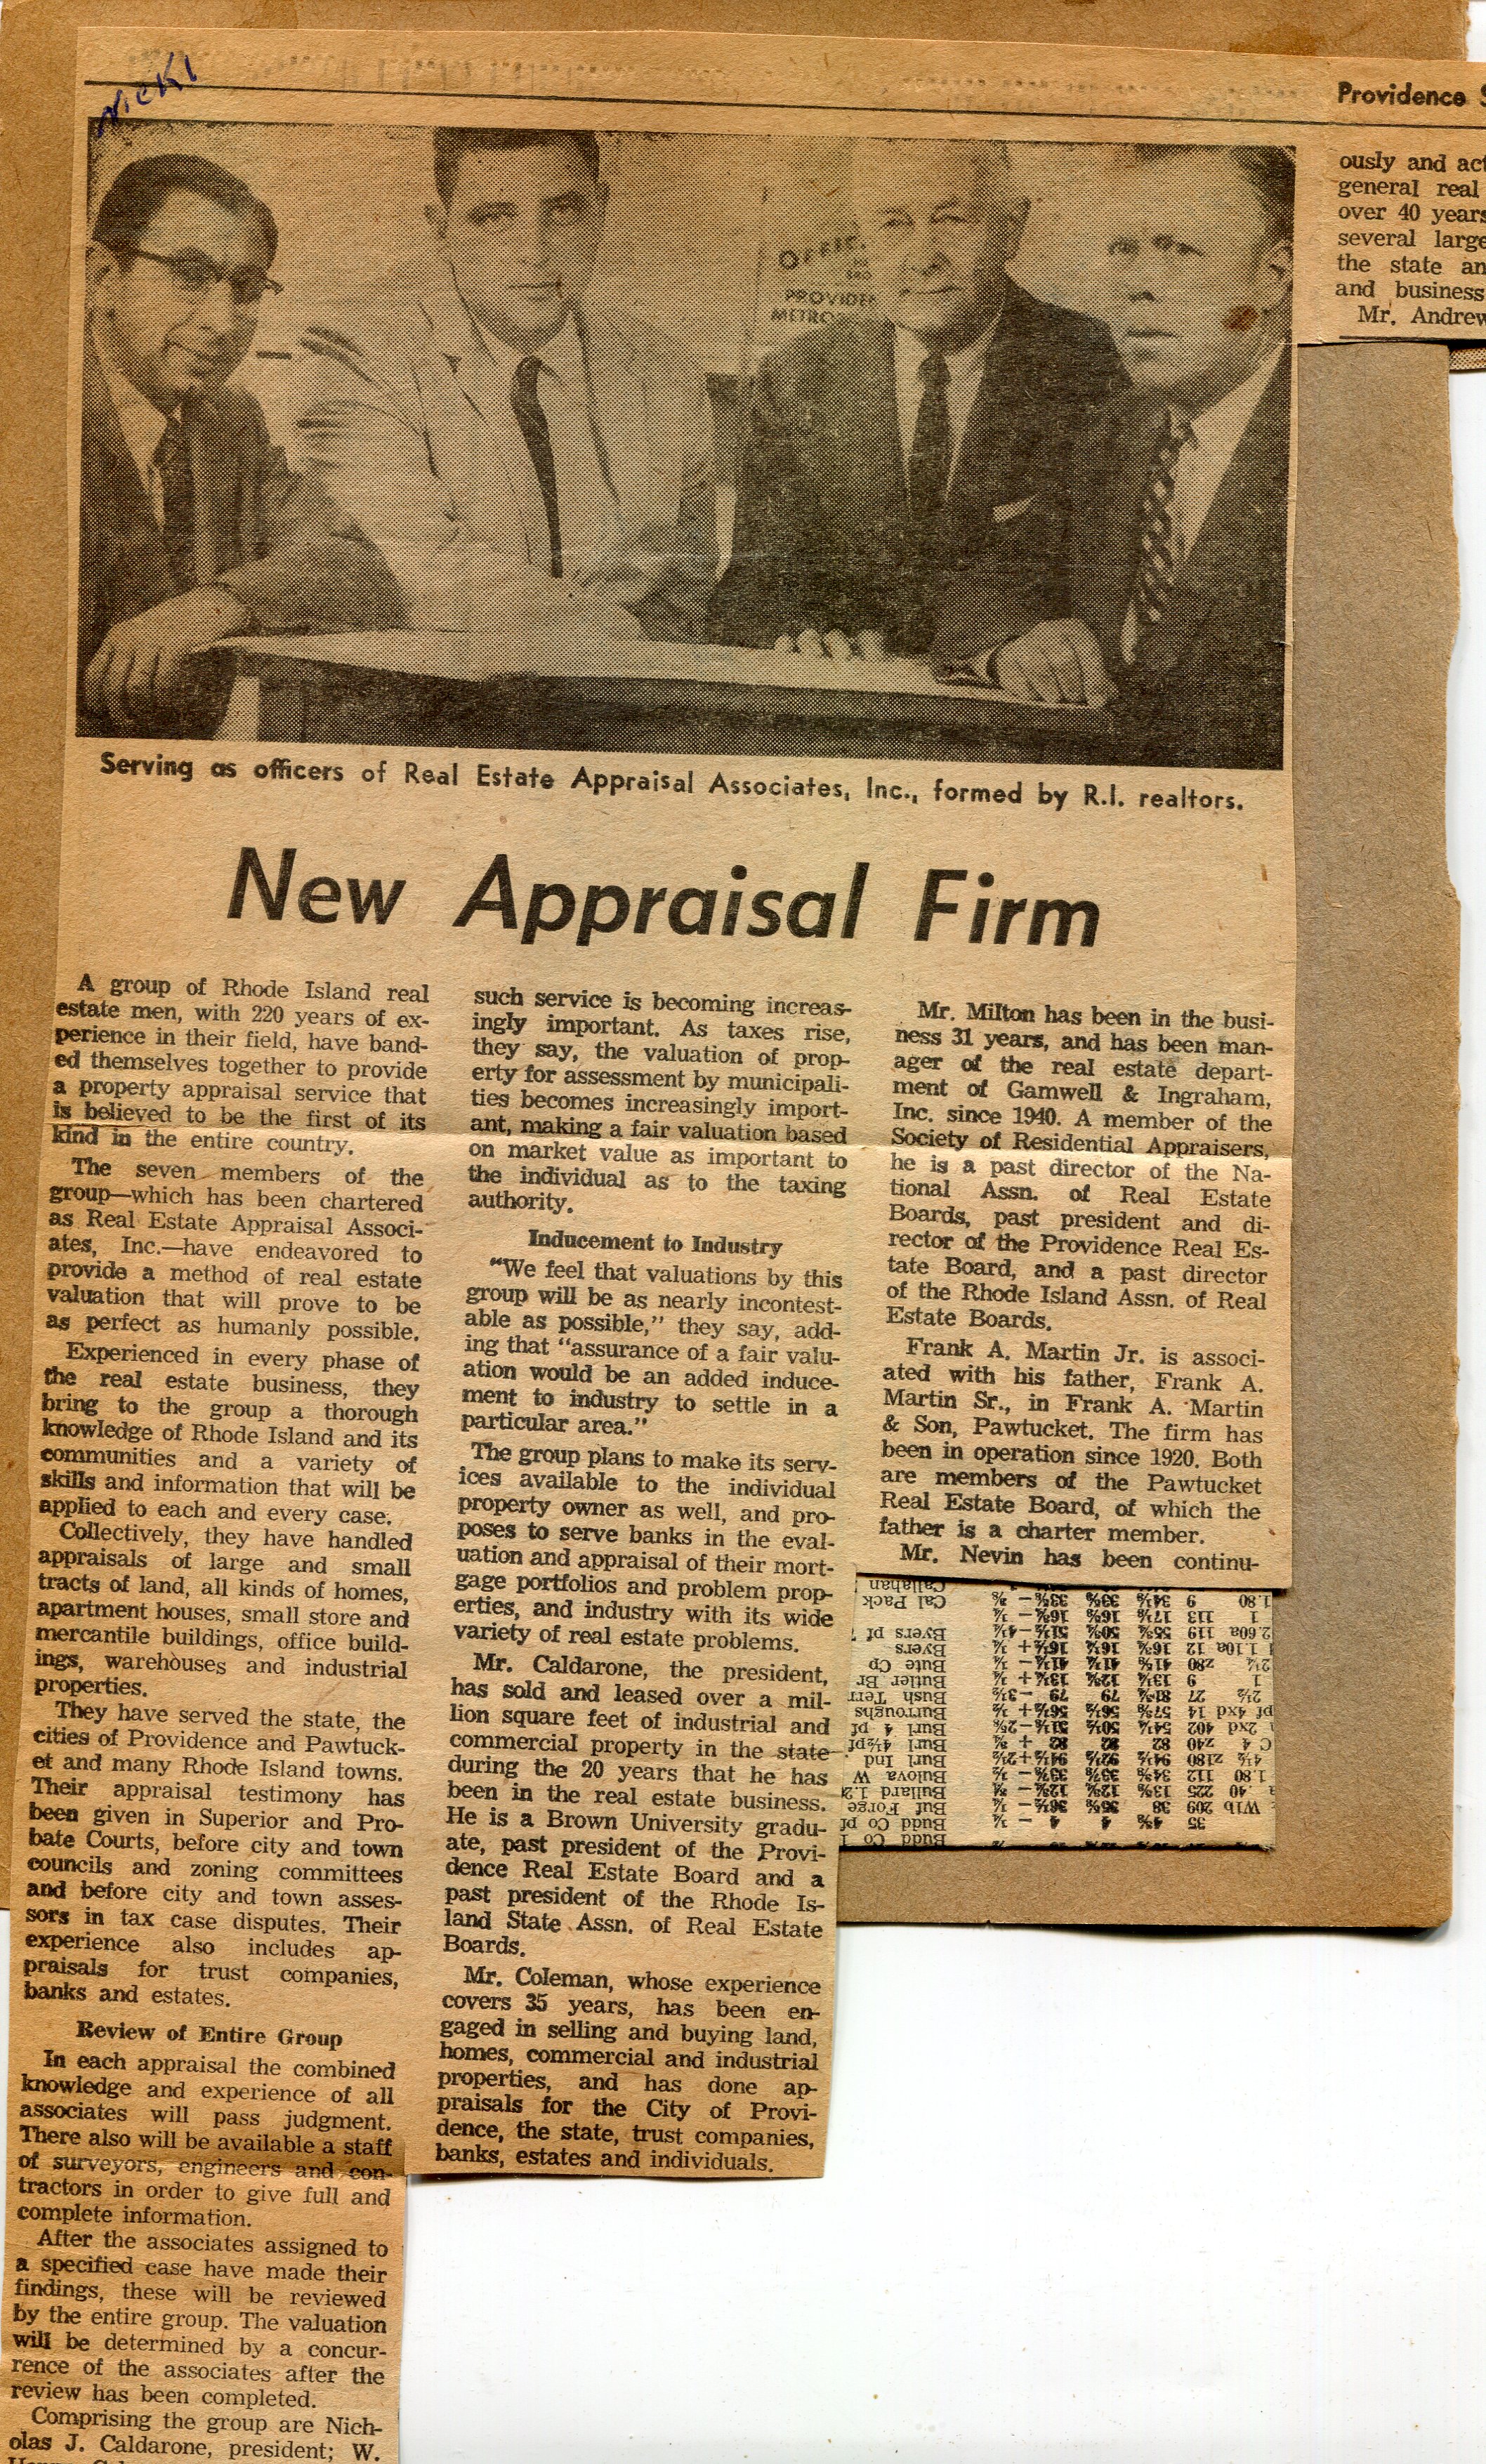 Providence
ously and
general real
over 40 years
several large
the state
and business
Mr.
PROVIDEN
Serving as officers of Real Estate Appraisal Associates, Inc., formed by R.I. realtors.
New Appraisal Firm
A group of Rhode Island real
estate men, with 220 years of ex-
perience in their field, have band-
ed themselves together to provide
a property appraisal service that
is believed to be the first of its
kind in the entire country.
The seven members of the
group—which has been chartered
as Real Estate Appraisal Associ-
ates, Inc.—have endeavored to
provide a method of real estate
valuation that will prove to be
as perfect as humanly possible.
Experienced in every phase of
the real estate business, they
bring to the group a thorough
knowledge of Rhode Island and its
communities and a variety of
skills and information that will be
applied to each and every case.
Collectively, they have handled
appraisals of large and small
tracts of land, all kinds of homes,
apartment houses, small store and
mercantile buildings, office build-
ings, warehouses and industrial
properties.
They have served the state, the
cities of Providence and Pawtuck-
et and many Rhode Island towns.
Their appraisal testimony has
been given in Superior and Pro-
bate Courts, before city and town
councils and zoning committees
and before city and town asses-
sors in tax case disputes. Their
experience also includes ap-
praisals for trust companies,
banks and estates.
Review of Entire Group
In each appraisal the combined
knowledge and experience of all
associates will pass judgment.
There also will be available a staff
of surveyors, engineers and con-
tractors in order to give full and
complete information.
After the associates assigned to
a specified case have made their
findings, these will be reviewed
by the entire group. The valuation
will be determined by a concur-
rence of the associates after the
review has been completed.
Comprising the group are Nich-
olas J. Caldarone, president; W.
such service is becoming increas-
ingly important. As taxes rise,
they say, the valuation of prop-
erty for assessment by municipali-
ties becomes increasingly import-
ant, making a fair valuation based
on market value as important to
the individual as to the taxing
authority.
Inducement to Industry
"We feel that valuations by this
group will be as nearly incontest-
able as possible," they say, add-
ing that "assurance of a fair valu-
ation would be an added induce-
ment to industry to settle in a
particular area."
The group plans to make its serv-
ices available to the individual
property owner as well, and pro-
poses to serve banks in the eval-
uation and appraisal of their mort-
gage portfolios and problem prop-
erties, and industry with its wide
variety of real estate problems.
Mr. Caldarone, the president,
has sold and leased over a mil-
lion square feet of industrial and
commercial property in the state
during the 20 years that he has
been in the real estate business.
He is a Brown University gradu-
ate, past president of the Provi-
dence Real Estate Board and a
past president of the Rhode Is-
land State Assn. of Real Estate
Boards.
Mr. Coleman, whose experience
covers 35 years, has been en-
gaged in selling and buying land,
homes, commercial and industrial
properties, and has done ap-
praisals for the City of Provi-
dence, the state, trust companies,
banks, estates and individuals.
Mr. Milton has been in the busi-
ness 31 years, and has been man-
ager of the real estate depart-
ment of Gamwell & Ingraham,
Inc. since 1940. A member of the
Society of Residential Appraisers,
he is a past director of the Na-
tional Assn. of Real Estate
Boards, past president and di-
rector of the Providence Real Es-
tate Board, and a past director
of the Rhode Island Assn. of Real
Estate Boards.
Frank A. Martin Jr. is associ-
ated with his father, Frank A.
Martin Sr., in Frank A. Martin
& Son, Pawtucket. The firm has
been in operation since 1920. Both
are members of the Pawtucket
Real Estate Board, of which the
father is a charter member.
Mr. Nevin has been continu-
Budd Co
Budd Co pf
Buf Forge
Bullard
Bulova W
Burl Ind
Burl 4½pf
Burl 4 pf
Burroughs
Bush Terr
Butler Br
Bute Cp
Byers
Byers pf
Cal Pack
Callahan